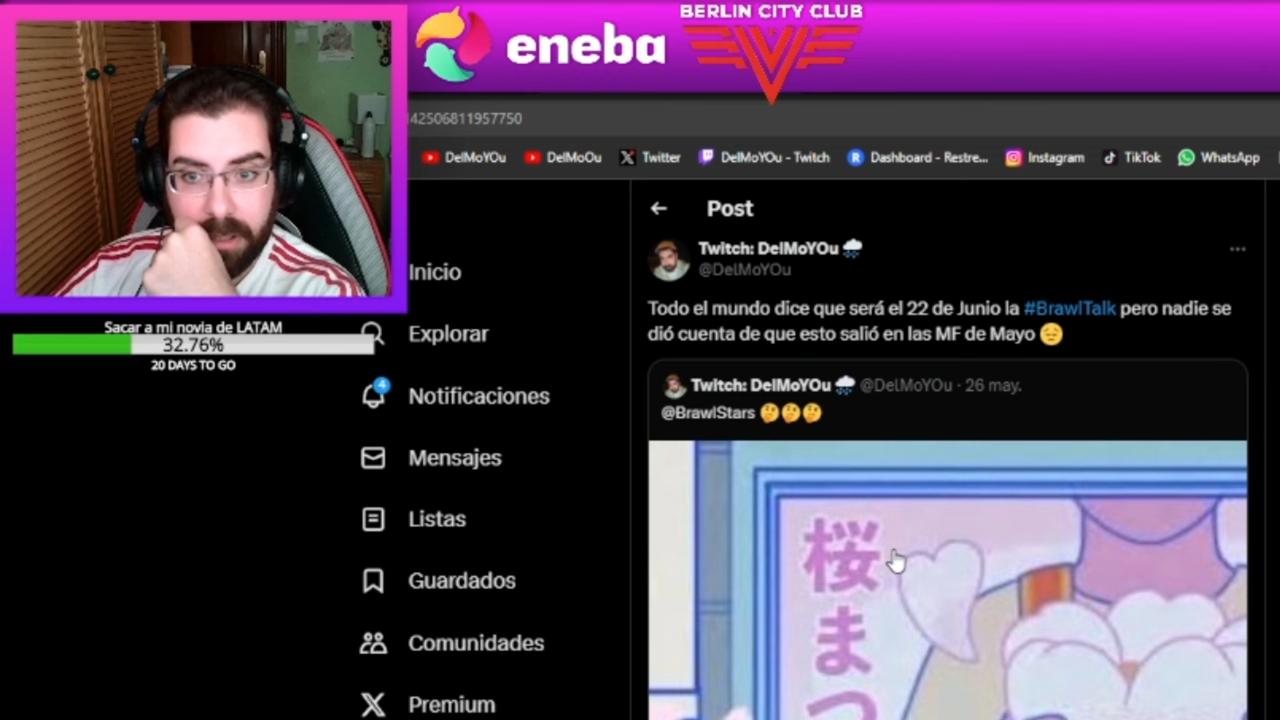 BERLIN CITY CLUB
eneba
42506811957750
DelMoYOu
DelMoOu
Twitter
DelMoYOu - Twitch
Dashboard - Restre...
Instagram
TikTok
WhatsApp
Post
Twitch: DelMoYOu 🌧️
@DelMoYOu
Todo el mundo dice que será el 22 de Junio la #BrawlTalk pero nadie se
dió cuenta de que esto salió en las MF de Mayo 😔
Twitch: DelMoYOu 🌧️ @DelMoYOu · 26 may.
@BrawlStars 🤔🤔🤔
桜まつ
Sacar a mi novia de LATAM
32.76%
20 DAYS TO GO
Inicio
Explorar
4
Notificaciones
Mensajes
Listas
Guardados
Comunidades
Premium